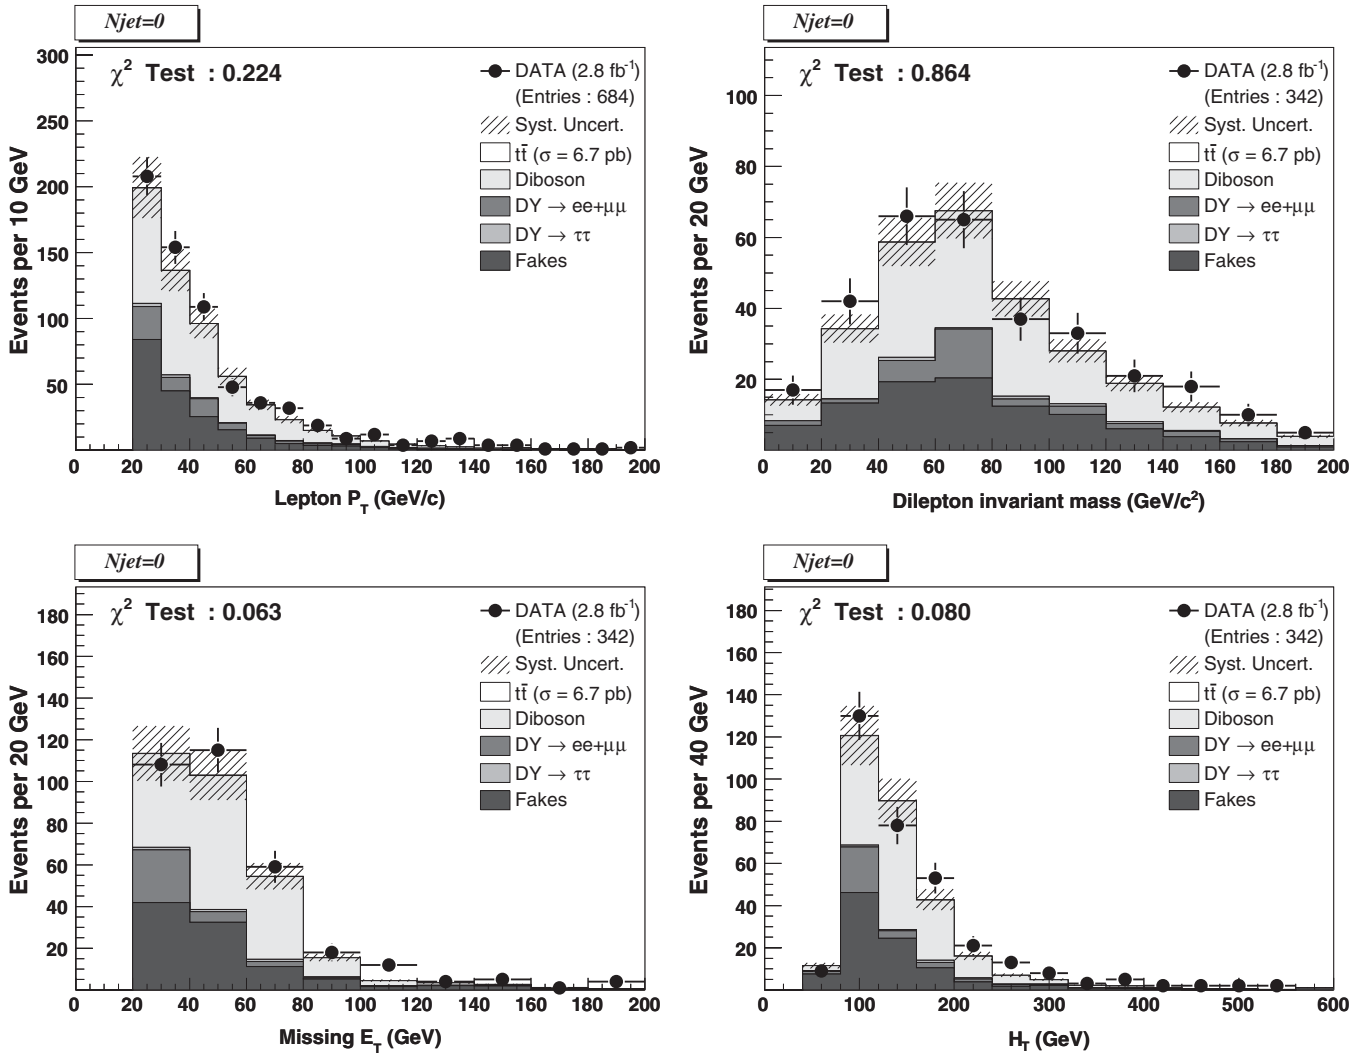 Njet=0
χ² Test : 0.224
DATA (2.8 fb⁻¹)
(Entries : 684)
Syst. Uncert.
tt̄ (σ = 6.7 pb)
Diboson
DY → ee+μμ
DY → ττ
Fakes
Events per 10 GeV
300
250
200
150
100
50
0 20 40 60 80 100 120 140 160 180 200
Lepton P_T (GeV/c)
Njet=0
χ² Test : 0.864
DATA (2.8 fb⁻¹)
(Entries : 342)
Syst. Uncert.
tt̄ (σ = 6.7 pb)
Diboson
DY → ee+μμ
DY → ττ
Fakes
Events per 20 GeV
100
80
60
40
20
0 20 40 60 80 100 120 140 160 180 200
Dilepton invariant mass (GeV/c²)
Njet=0
χ² Test : 0.063
DATA (2.8 fb⁻¹)
(Entries : 342)
Syst. Uncert.
tt̄ (σ = 6.7 pb)
Diboson
DY → ee+μμ
DY → ττ
Fakes
Events per 20 GeV
180
160
140
120
100
80
60
40
20
0 20 40 60 80 100 120 140 160 180 200
Missing E_T (GeV)
Njet=0
χ² Test : 0.080
DATA (2.8 fb⁻¹)
(Entries : 342)
Syst. Uncert.
tt̄ (σ = 6.7 pb)
Diboson
DY → ee+μμ
DY → ττ
Fakes
Events per 40 GeV
180
160
140
120
100
80
60
40
20
0 100 200 300 400 500 600
H_T (GeV)